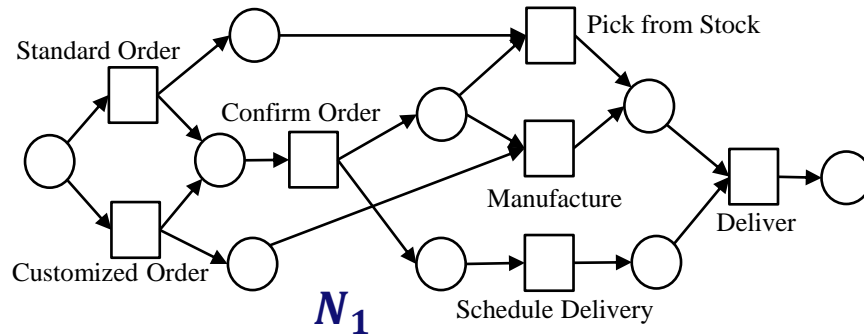 Pick from Stock
Standard Order
Confirm Order
Manufacture
Deliver
Customized Order
Schedule Delivery
N₁